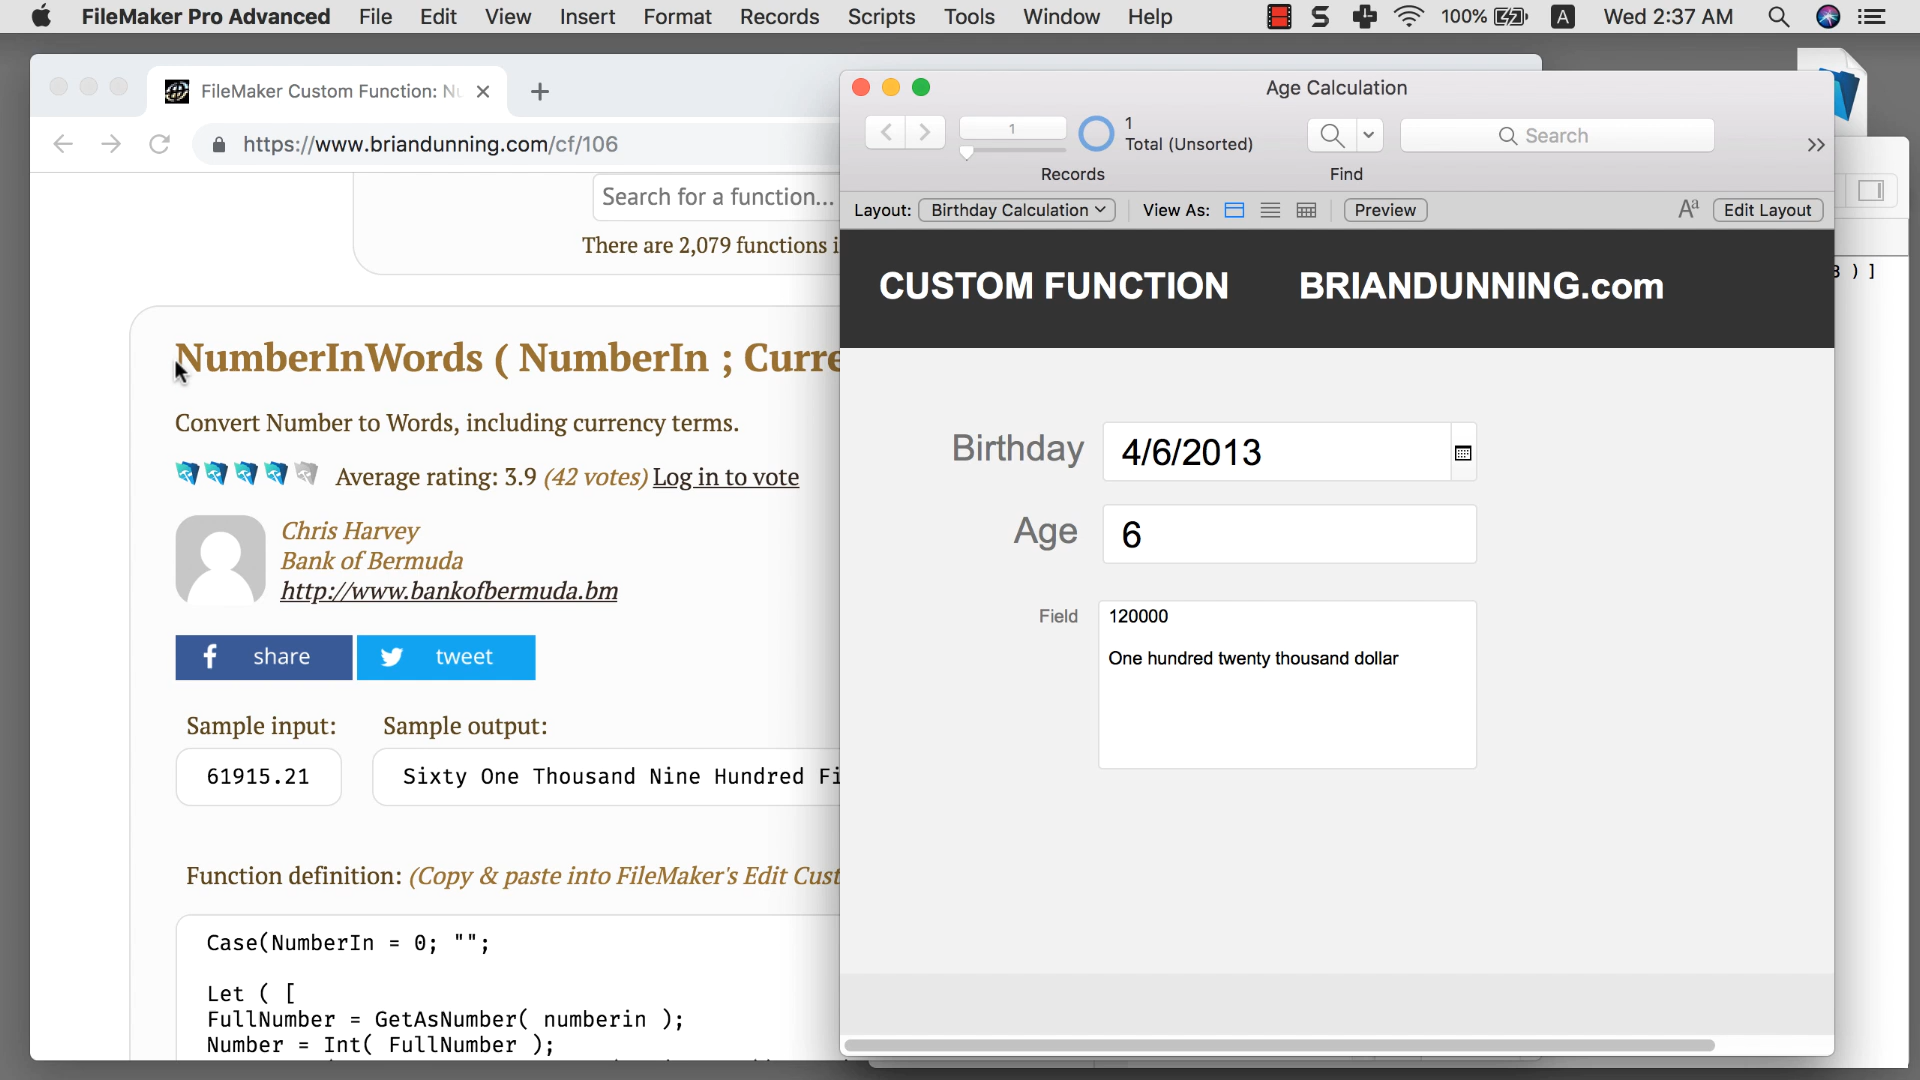 FileMaker Pro Advanced File Edit View Insert Format Records Scripts Tools Window Help
S 100% A Wed 2:37 AM
FileMaker Custom Function:
https://www.briandunning.com/cf/106
Search for a function...
There are 2,079 functions
NumberInWords ( NumberIn ;
Convert Number to Words, including currency terms.
Average rating: 3.9 (42 votes) Log in to vote
Chris Harvey
Bank of Bermuda
http://www.bankofbermuda.bm
f share
tweet
Sample input: Sample output:
61915.21 Sixty One Thousand Nine Hundred
Function definition: (Copy & paste into FileMaker's Edit
Case(NumberIn = 0; "";
Let ( [
FullNumber = GetAsNumber( numberin );
Number = Int( FullNumber );
Age Calculation
1
1
Total (Unsorted)
Search
Records
Find
Layout: Birthday Calculation View As: Preview Aa Edit Layout
CUSTOM FUNCTION BRIANDUNNING.com
Birthday 4/6/2013
Age 6
Field 120000
One hundred twenty thousand dollar
) ]